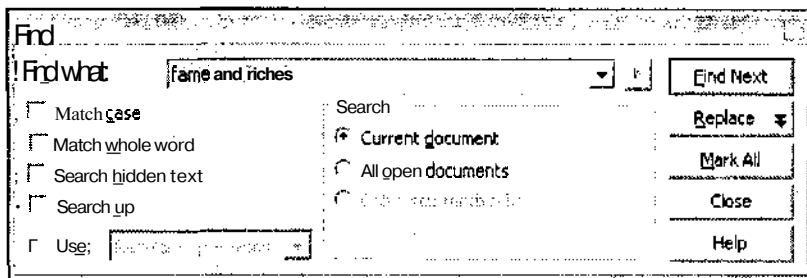 Find
Find what: fame and riches
Find Next
Match case
Match whole word
Search hidden text
Search up
Use:
Search
Current document
All open documents
Replace
Mark All
Close
Help